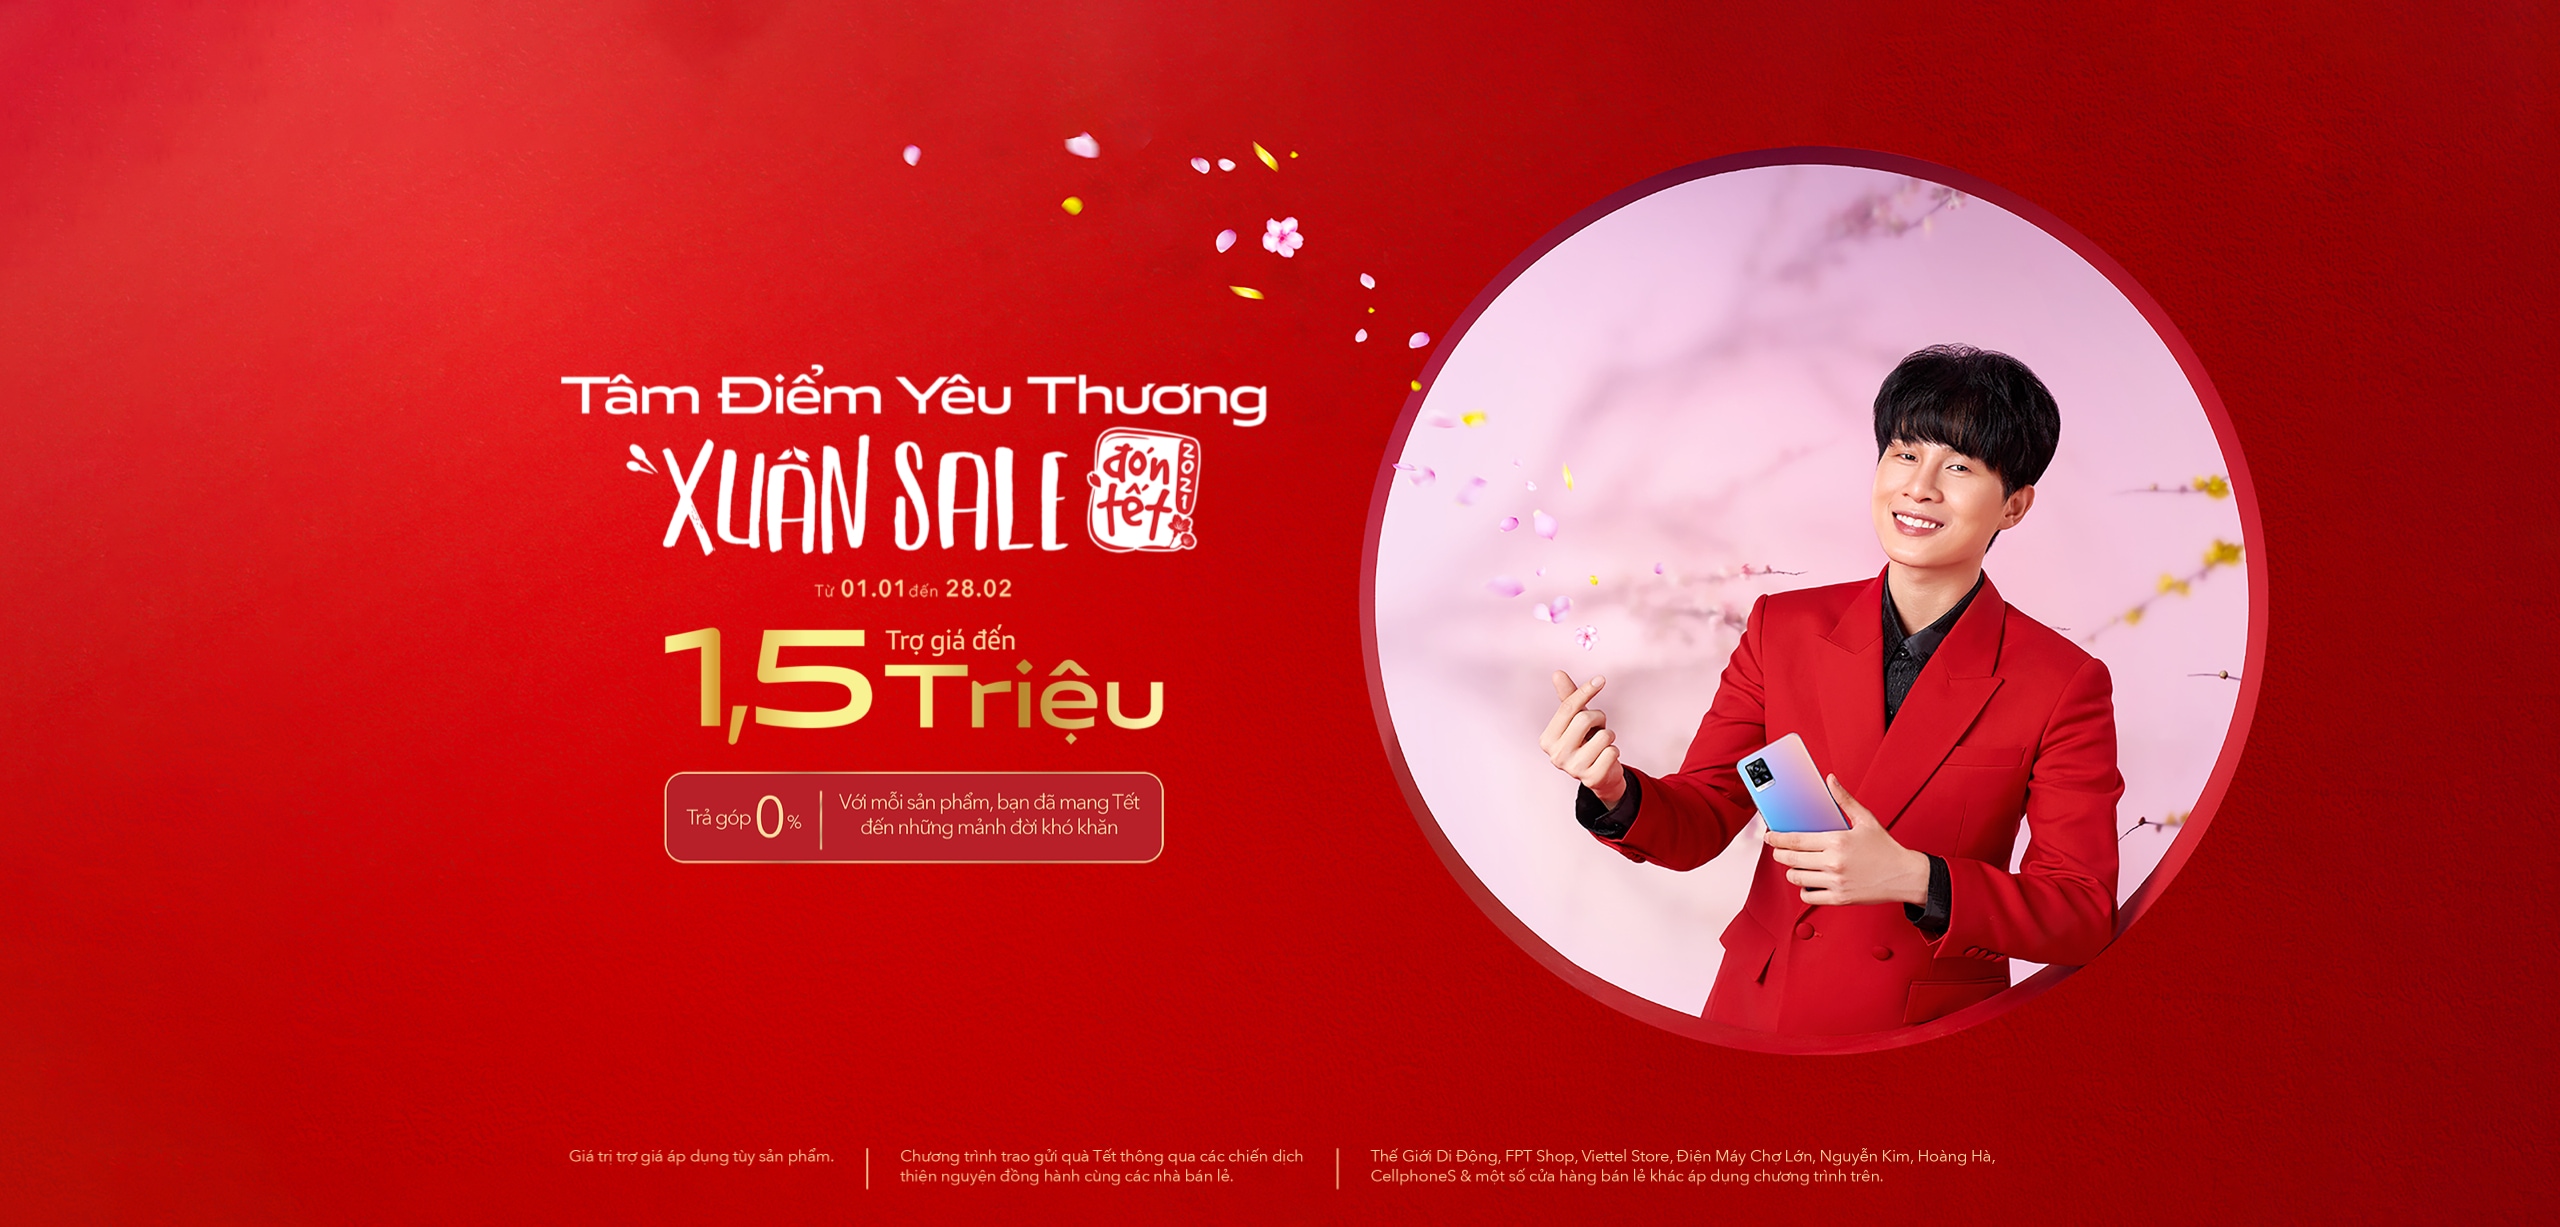 Tâm Điểm Yêu Thương
XUÂN SALE đón tết 2021
Từ 01.01 đến 28.02
Trợ giá đến
1,5 Triệu
Trả góp 0%
Với mỗi sản phẩm, bạn đã mang Tết
đến những mảnh đời khó khăn
Giá trị trợ giá áp dụng tùy sản phẩm.
Chương trình trao gửi quà Tết thông qua các chiến dịch
thiện nguyện đồng hành cùng các nhà bán lẻ.
Thế Giới Di Động, FPT Shop, Viettel Store, Điện Máy Chợ Lớn, Nguyễn Kim, Hoàng Hà,
CellphoneS & một số cửa hàng bán lẻ khác áp dụng chương trình trên.